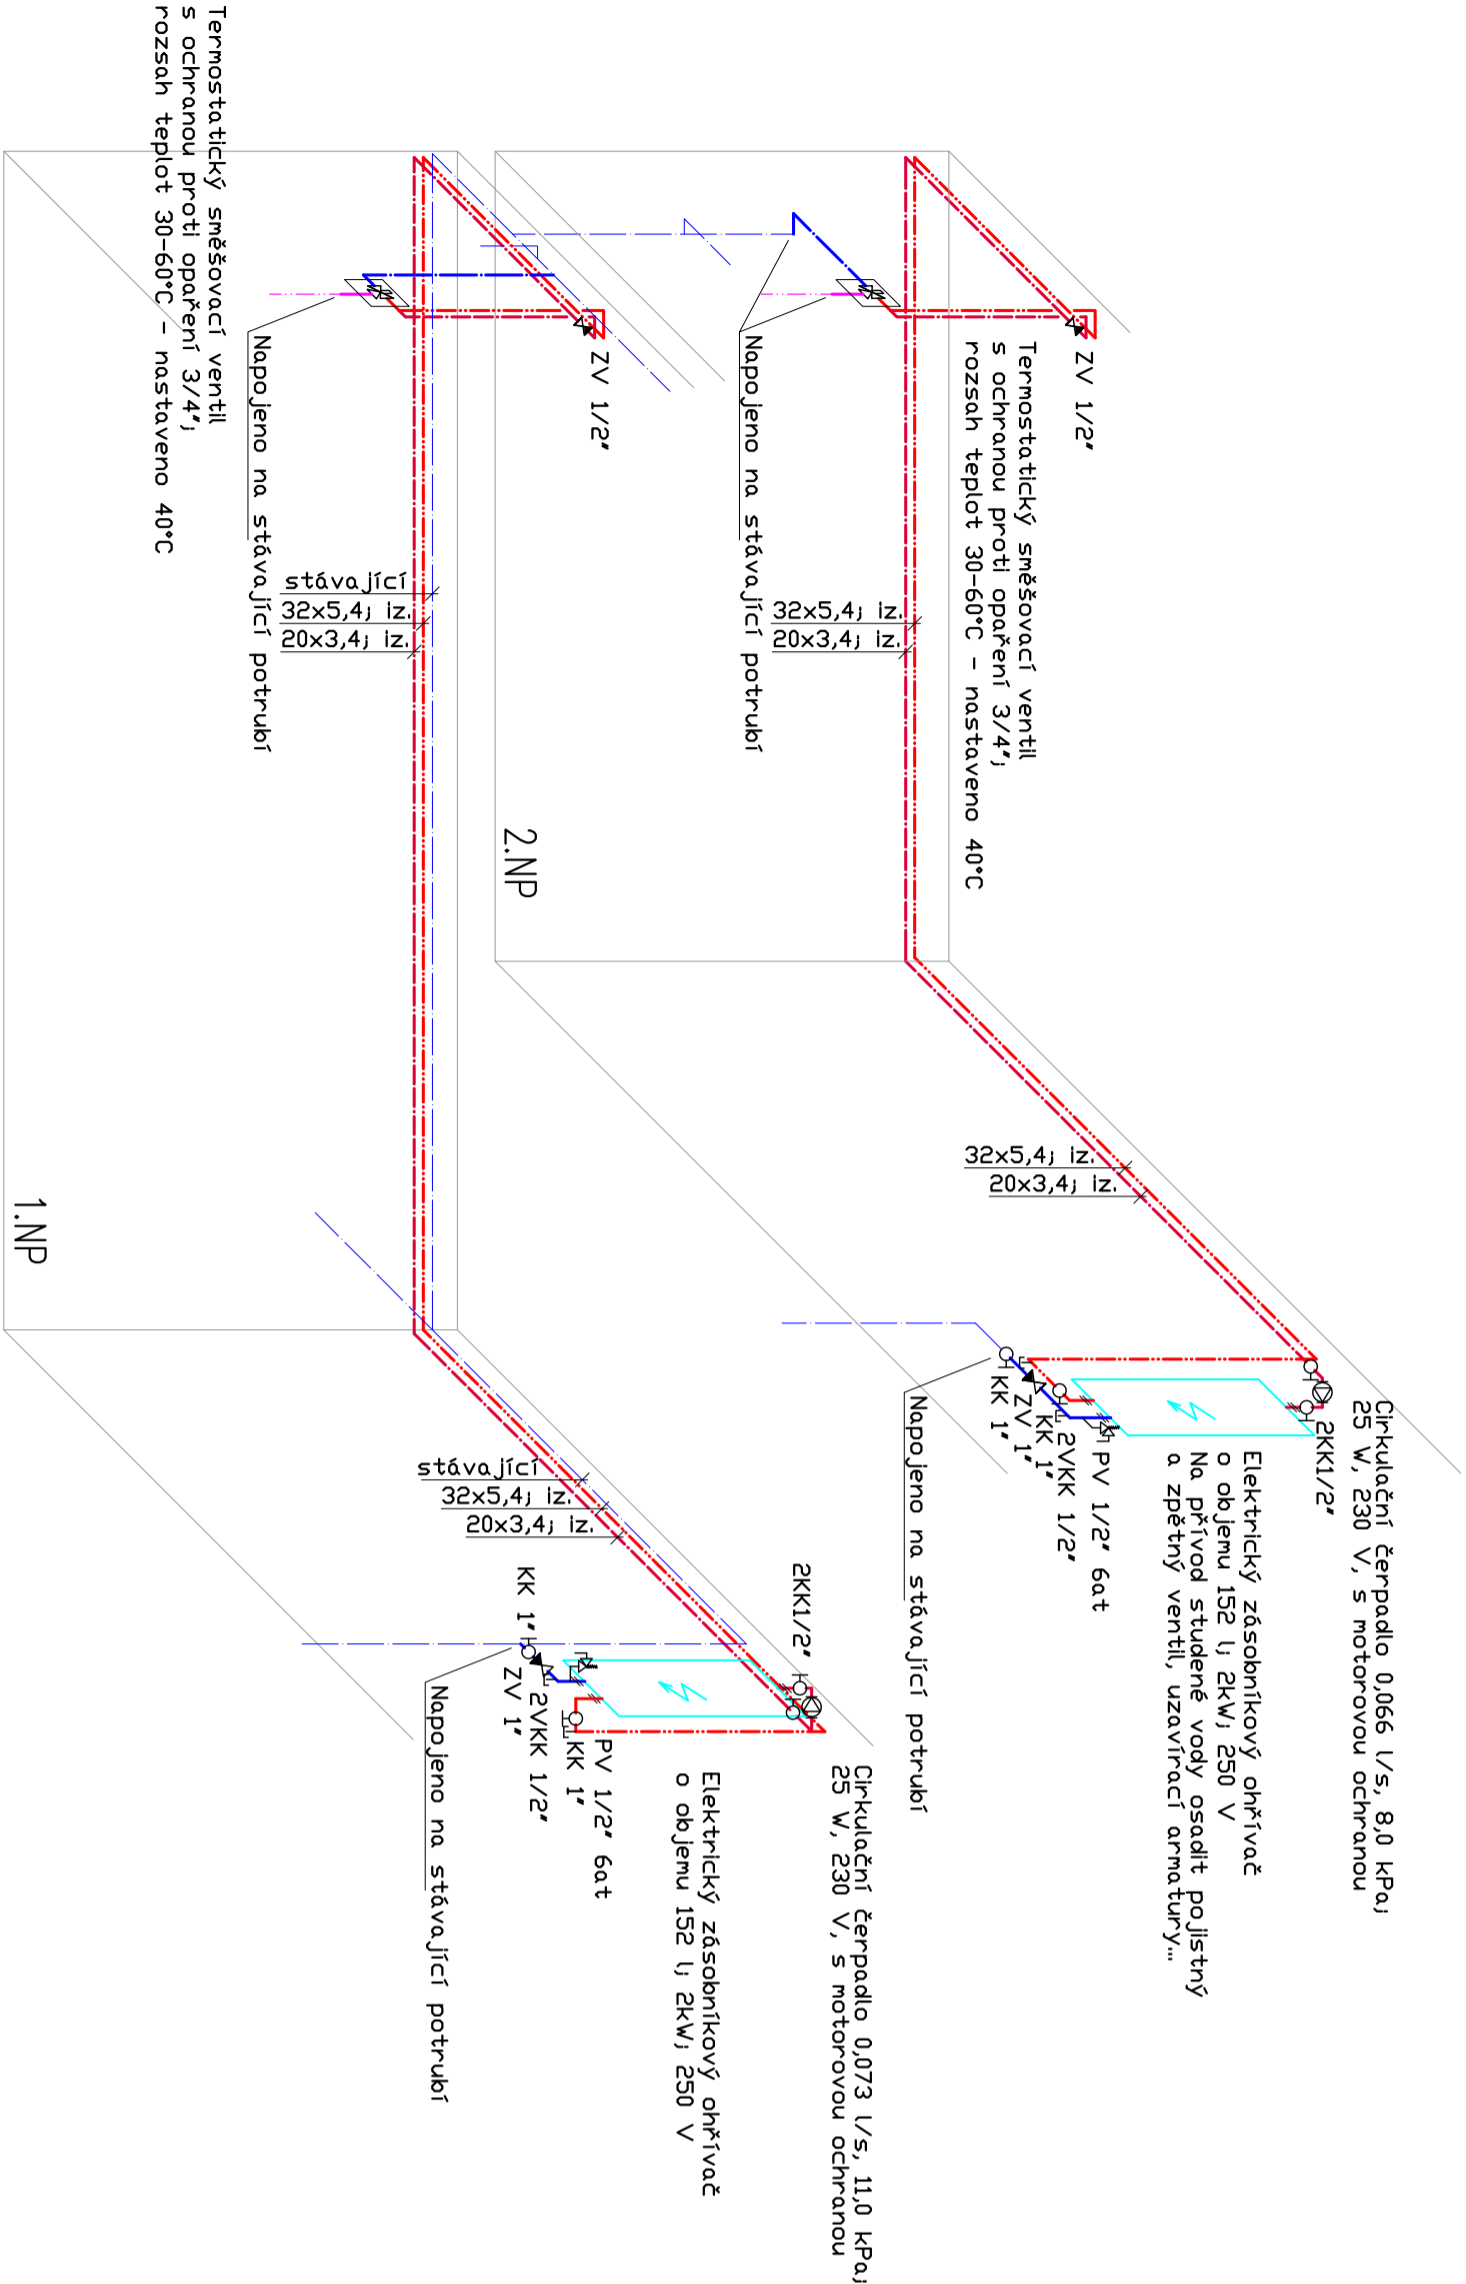 Cirkulační čerpadlo 0,066 l/s, 8,0 kPa;
25 W, 230 V, s motorovou ochranou
2KK1/2"
Elektrický zásobníkový ohřívač
o objemu 152 l; 2kW; 250 V
Na přívod studené vody osadit pojistný
a zpětný ventil, uzavírací armatury...
PV 1/2" 6at
2VKK 1/2"
KK 1"
ZV 1"
KK 1"
Napojeno na stávající potrubí
ZV 1/2"
Termostatický směšovací ventil
s ochranou proti opaření 3/4";
rozsah teplot 30-60°C - nastaveno 40°C
32x5,4; iz.
20x3,4; iz.
32x5,4; iz.
20x3,4; iz.
Napojeno na stávající potrubí
2.NP
Cirkulační čerpadlo 0,073 l/s, 11,0 kPa;
25 W, 230 V, s motorovou ochranou
2KK1/2"
Elektrický zásobníkový ohřívač
o objemu 152 l; 2kW; 250 V
PV 1/2" 6at
KK 1"
2VKK 1/2"
ZV 1"
KK 1"
Napojeno na stávající potrubí
stávající
32x5,4; iz.
20x3,4; iz.
ZV 1/2"
stávající
32x5,4; iz.
20x3,4; iz.
Napojeno na stávající potrubí
Termostatický směšovací ventil
s ochranou proti opaření 3/4";
rozsah teplot 30-60°C - nastaveno 40°C
1.NP